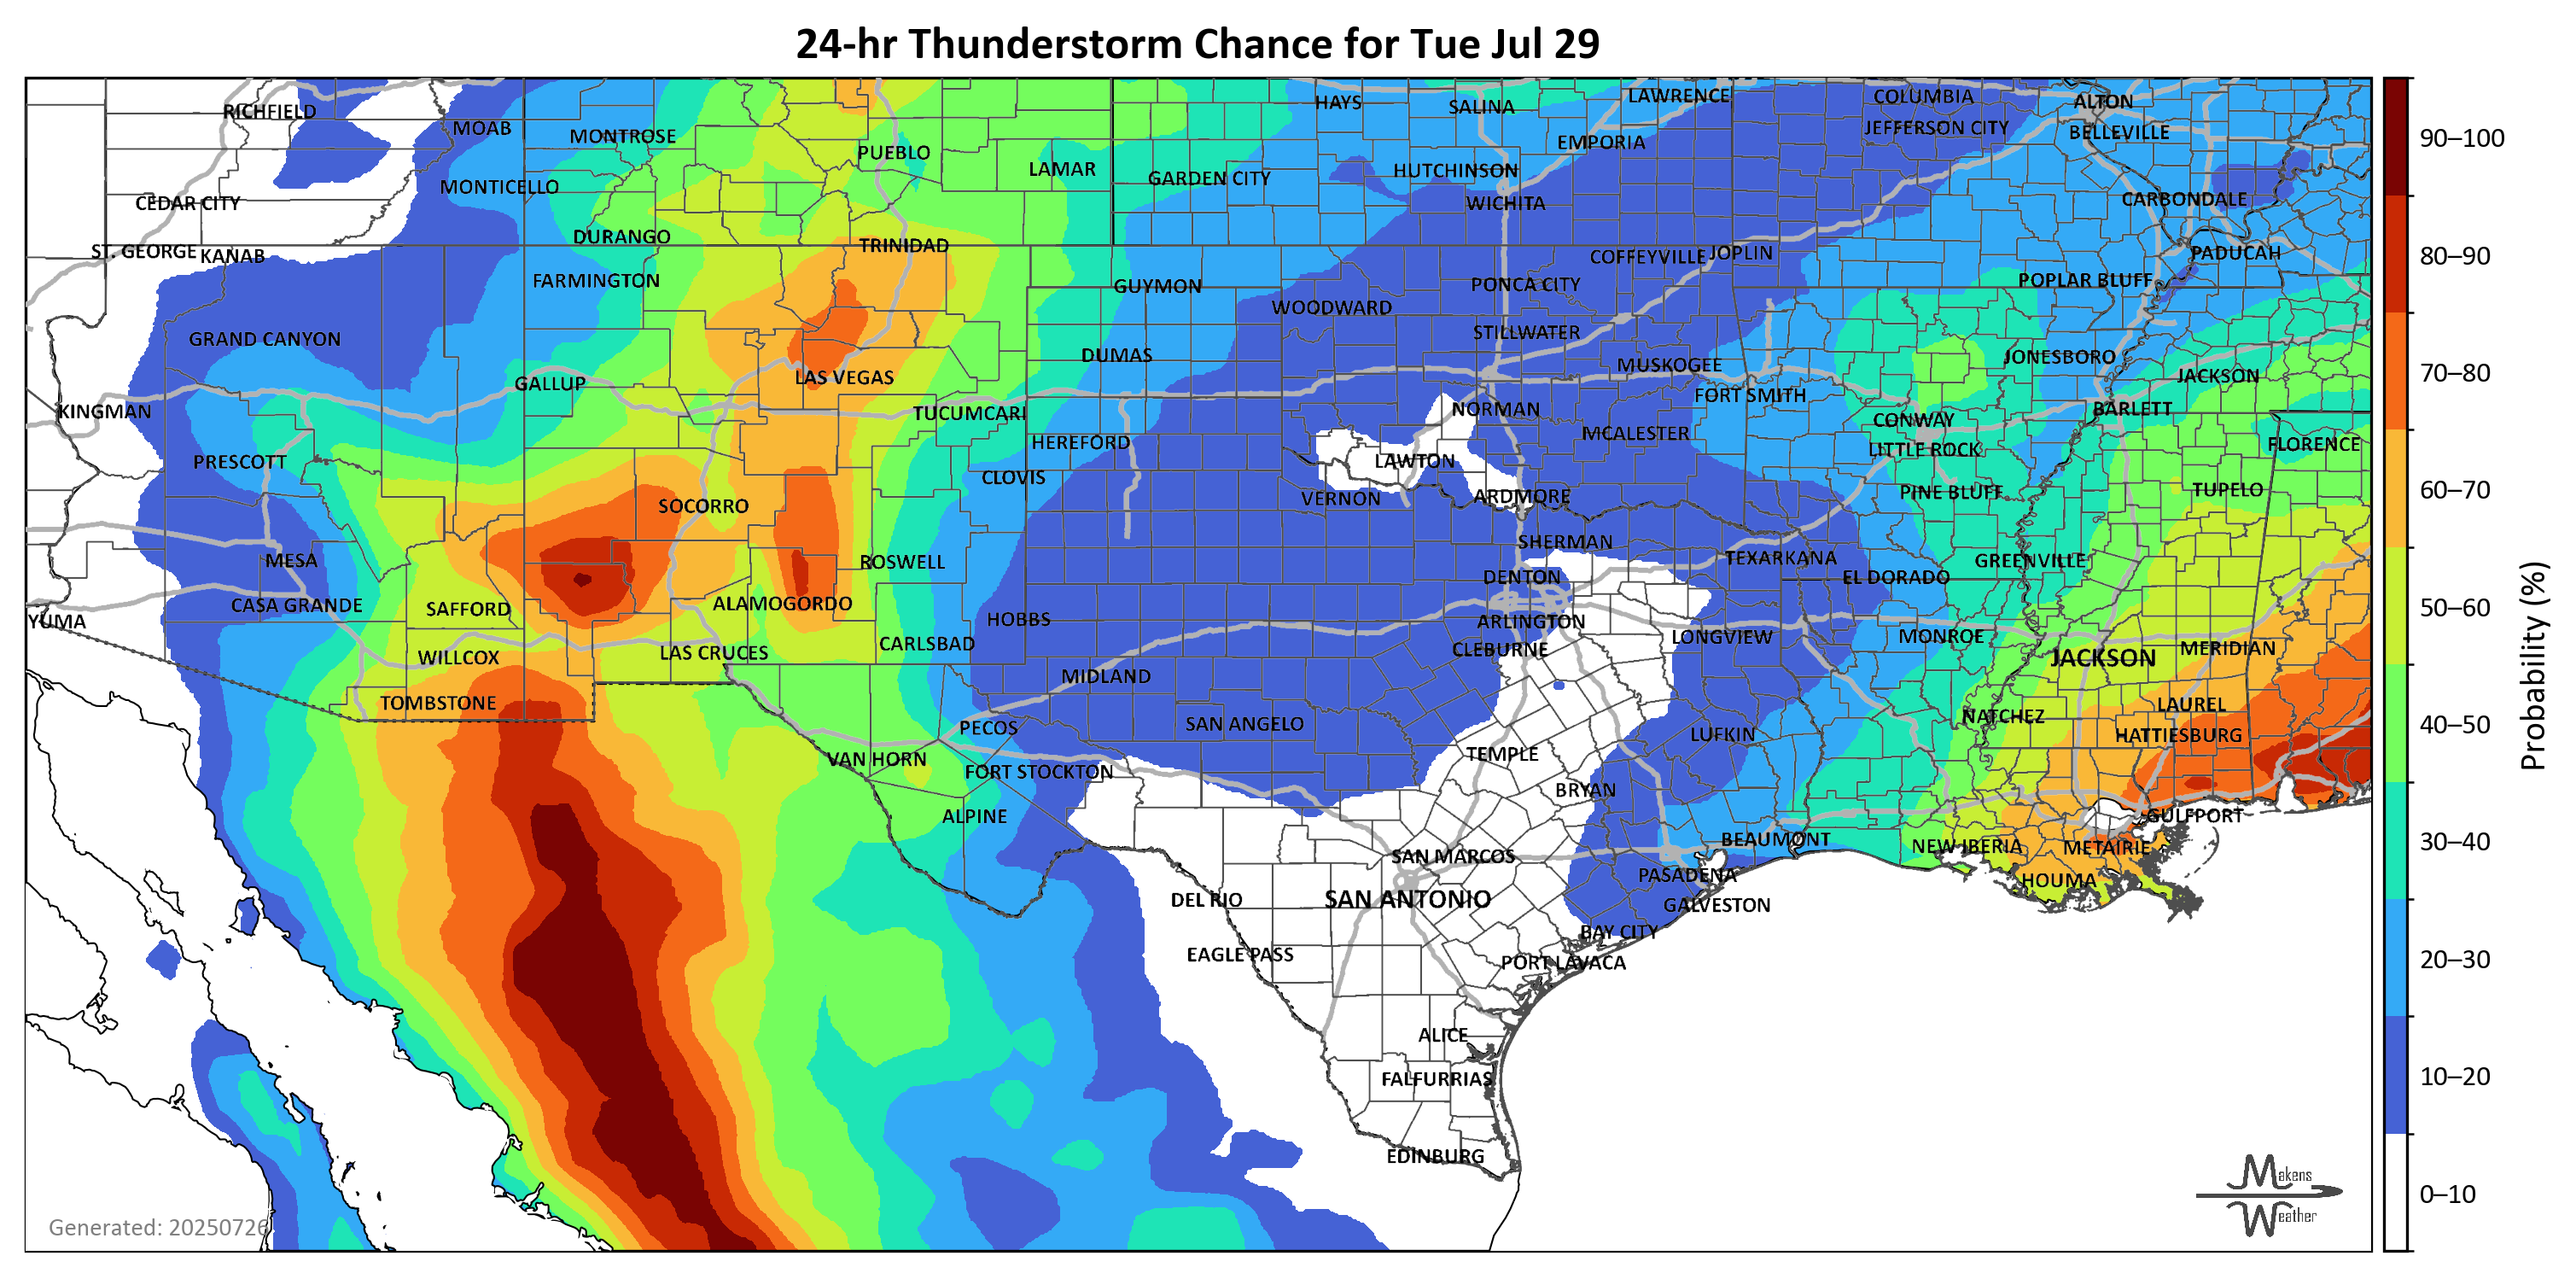 24-hr Thunderstorm Chance for Tue Jul 29
RICHFIELD
MOAB
MONTROSE
PUEBLO
LAMAR
HAYS
SALINA
LAWRENCE
COLUMBIA
ALTON
90–100
GARDEN CITY
HUTCHINSON
EMPORIA
JEFFERSON CITY
BELLEVILLE
MONTICELLO
CEDAR CITY
WICHITA
CARBONDALE
ST. GEORGE
KANAB
DURANGO
TRINIDAD
COFFEYVILLE
JOPLIN
PADUCAH
80–90
FARMINGTON
GUYMON
WOODWARD
PONCA CITY
POPLAR BLUFF
GRAND CANYON
DUMAS
STILLWATER
MUSKOGEE
JONESBORO
JACKSON
70–80
GALLUP
LAS VEGAS
FORT SMITH
KINGMAN
TUCUMCARI
NORMAN
CONWAY
BARLETT
PRESCOTT
HEREFORD
CLOVIS
LAWTON
MCALESTER
LITTLE ROCK
FLORENCE
SOCORRO
VERNON
ARDMORE
PINE BLUFF
TUPELO
60–70
MESA
ROSWELL
SHERMAN
TEXARKANA
GREENVILLE
CASA GRANDE
SAFFORD
ALAMOGORDO
DENTON
EL DORADO
50–60
YUMA
HOBBS
ARLINGTON
WILLCOX
LAS CRUCES
CARLSBAD
CLEBURNE
LONGVIEW
MONROE
JACKSON
MERIDIAN
TOMBSTONE
MIDLAND
PECOS
SAN ANGELO
LUFKIN
NATCHEZ
LAUREL
HATTIESBURG
40–50
Probability (%)
VAN HORN
FORT STOCKTON
TEMPLE
BRYAN
ALPINE
BEAUMONT
GULFPORT
SAN MARCOS
NEW IBERIA
METAIRIE
30–40
DEL RIO
SAN ANTONIO
PASADENA
GALVESTON
HOUMA
EAGLE PASS
BAY CITY
PORT LAVACA
20–30
ALICE
FALFURRIAS
10–20
EDINBURG
Makens
Weather
0–10
Generated: 20250726